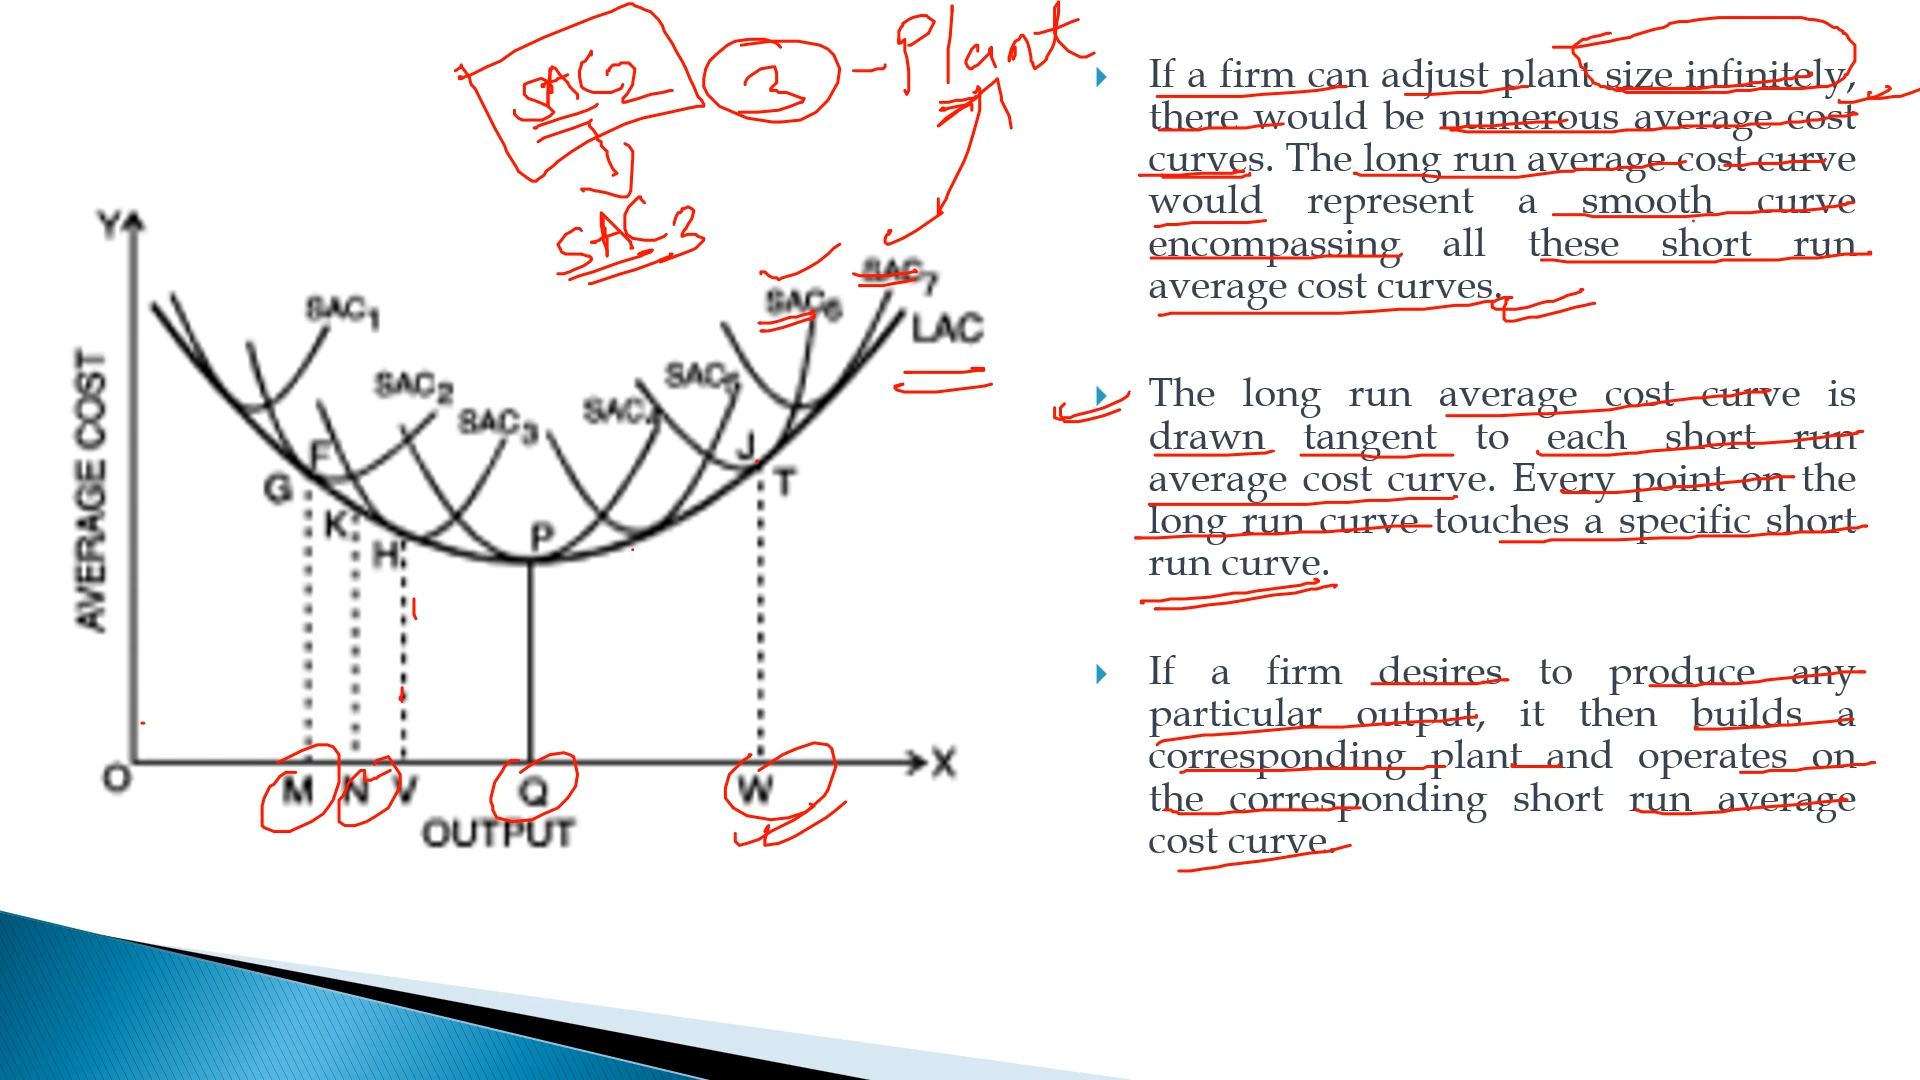 SAC2 3 - Plant
SAC3
Y
SAC1
SAC2
SAC3
SAC4
SAC5
SAC6
SAC7
LAC
AVERAGE COST
F
G
K
H
P
J
T
O
M N V Q W
X
OUTPUT
If a firm can adjust plant size infinitely,
there would be numerous average cost
curves. The long run average cost curve
would represent a smooth curve
encompassing all these short run
average cost curves.
The long run average cost curve is
drawn tangent to each short run
average cost curve. Every point on the
long run curve touches a specific short
run curve.
If a firm desires to produce any
particular output, it then builds a
corresponding plant and operates on
the corresponding short run average
cost curve.